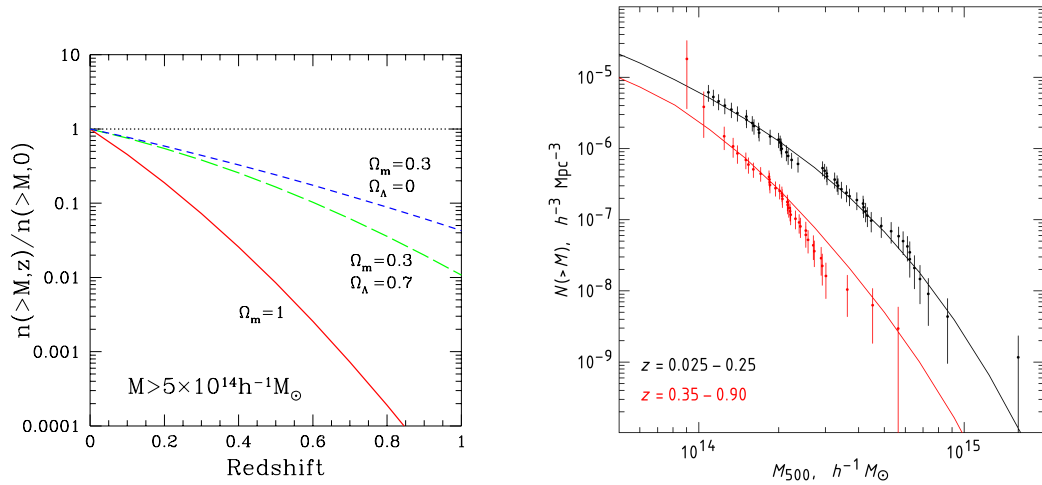 n(>M,z)/n(>M,0)
10
1
0.1
0.01
0.001
0.0001
Ωm=0.3
ΩΛ=0
Ωm=0.3
ΩΛ=0.7
Ωm=1
M>5×10¹⁴h⁻¹M⊙
0 0.2 0.4 0.6 0.8 1
Redshift
N(>M), h−3 Mpc−3
10−5
10−6
10−7
10−8
10−9
z = 0.025 − 0.25
z = 0.35 − 0.90
10¹⁴ 10¹⁵
M500, h−1 M⊙